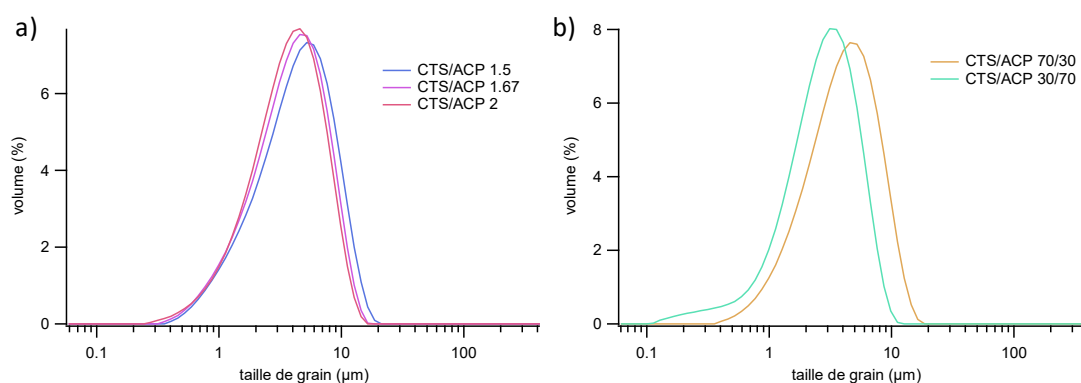 a)
volume (%)
6
4
2
0
0.1
1
10
100
taille de grain (µm)
CTS/ACP 1.5
CTS/ACP 1.67
CTS/ACP 2
b)
volume (%)
8
6
4
2
0
0.1
1
10
100
taille de grain (µm)
CTS/ACP 70/30
CTS/ACP 30/70